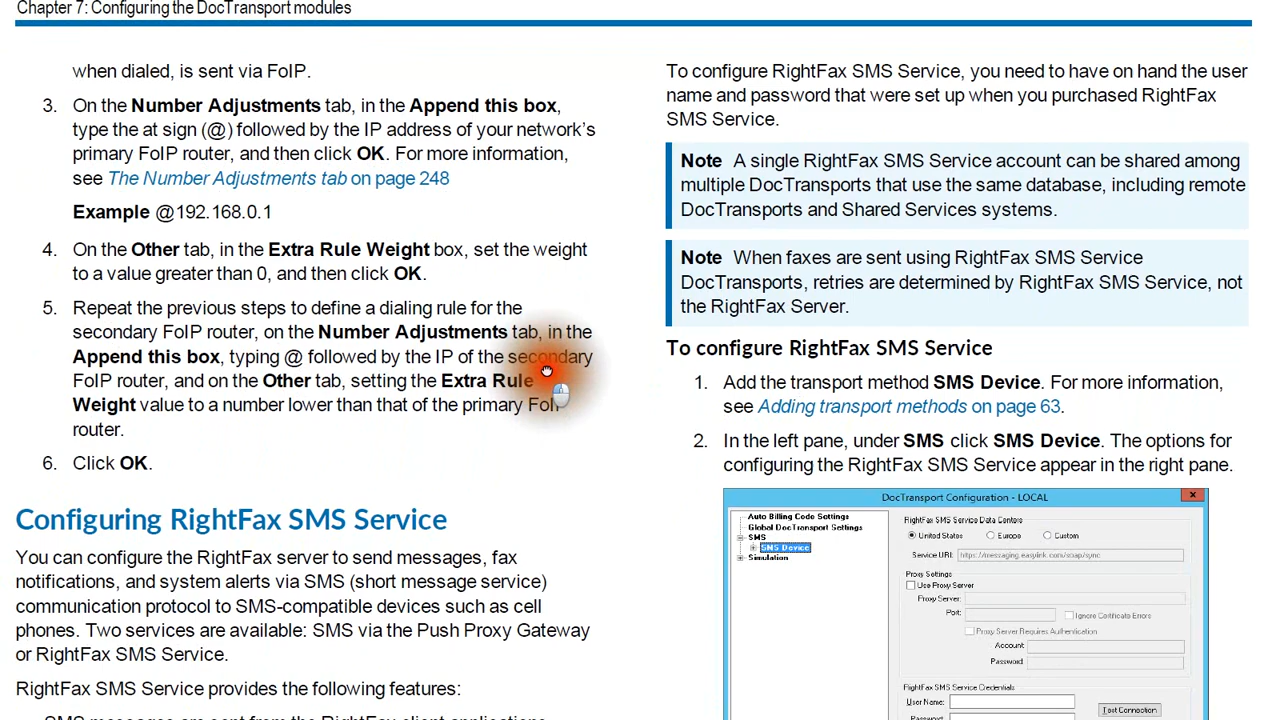 Chapter 7: Configuring the DocTransport modules
when dialed, is sent via FoIP.
3. On the Number Adjustments tab, in the Append this box,
type the at sign (@) followed by the IP address of your network's
primary FoIP router, and then click OK. For more information,
see The Number Adjustments tab on page 248
Example @192.168.0.1
4. On the Other tab, in the Extra Rule Weight box, set the weight
to a value greater than 0, and then click OK.
5. Repeat the previous steps to define a dialing rule for the
secondary FoIP router, on the Number Adjustments tab, in the
Append this box, typing @ followed by the IP of the secondary
FoIP router, and on the Other tab, setting the Extra Rule
Weight value to a number lower than that of the primary FoIP
router.
6. Click OK.
Configuring RightFax SMS Service
You can configure the RightFax server to send messages, fax
notifications, and system alerts via SMS (short message service)
communication protocol to SMS-compatible devices such as cell
phones. Two services are available: SMS via the Push Proxy Gateway
or RightFax SMS Service.
RightFax SMS Service provides the following features:
SMS messages are sent from the RightFax client applications
To configure RightFax SMS Service, you need to have on hand the user
name and password that were set up when you purchased RightFax
SMS Service.
Note A single RightFax SMS Service account can be shared among
multiple DocTransports that use the same database, including remote
DocTransports and Shared Services systems.
Note When faxes are sent using RightFax SMS Service
DocTransports, retries are determined by RightFax SMS Service, not
the RightFax Server.
To configure RightFax SMS Service
1. Add the transport method SMS Device. For more information,
see Adding transport methods on page 63.
2. In the left pane, under SMS click SMS Device. The options for
configuring the RightFax SMS Service appear in the right pane.
DocTransport Configuration - LOCAL
Auto Billing Code Settings
Global DocTransport Settings
SMS
SMS Device
Simulation
RightFax SMS Service Data Centers
United States Europe Custom
Service URI: https://messaging.easylink.com/soap/sync
Proxy Settings
Use Proxy Server
Proxy Server:
Port: Ignore Certificate Errors
Proxy Server Requires Authentication
Account
Password:
RightFax SMS Service Credentials
User Name:
Test Connection
Password: